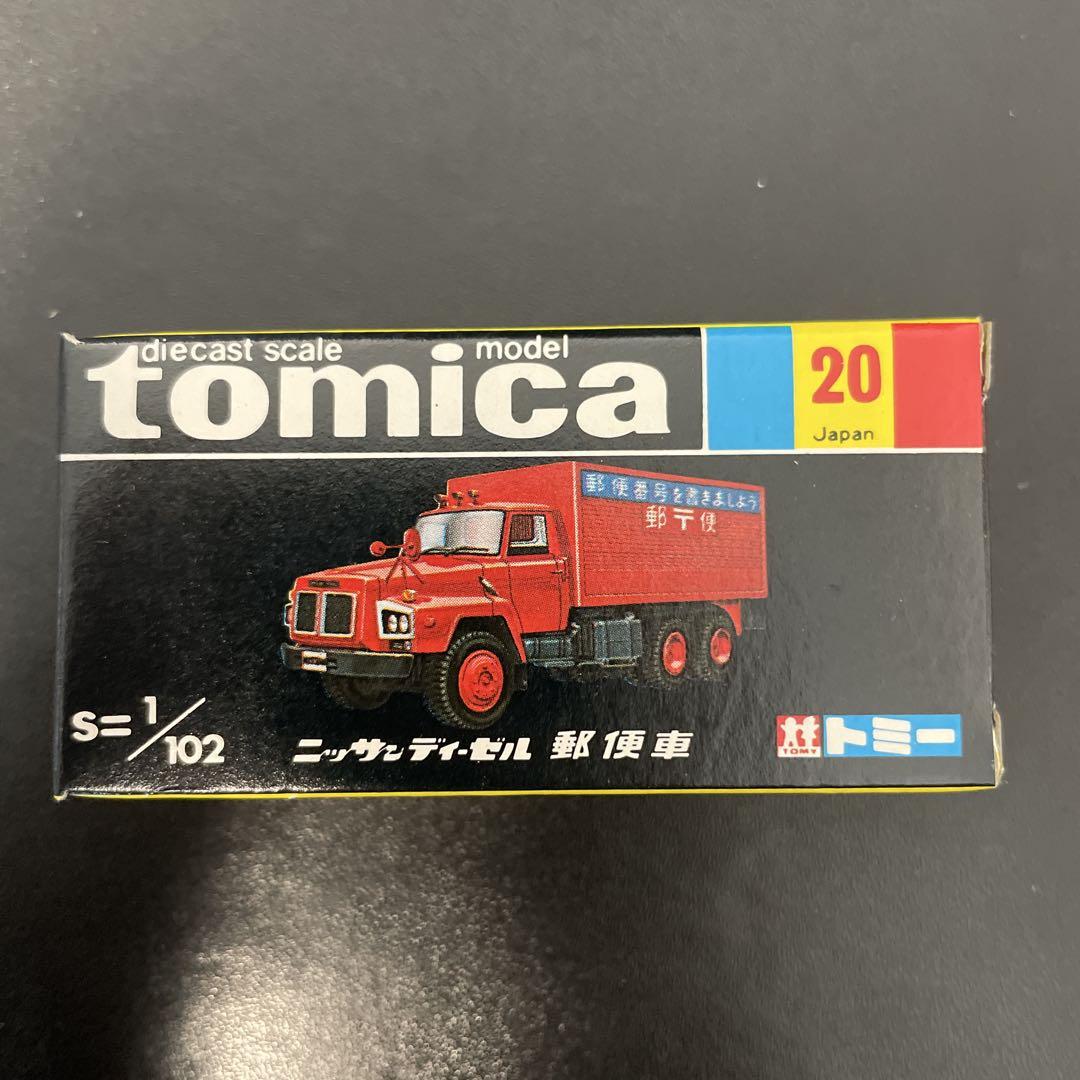 diecast scale model
tomica
20
Japan
郵便番号を書きましよう
郵〒便
S=1/102
ニッサンディーゼル 郵便車
TOMY
トミー